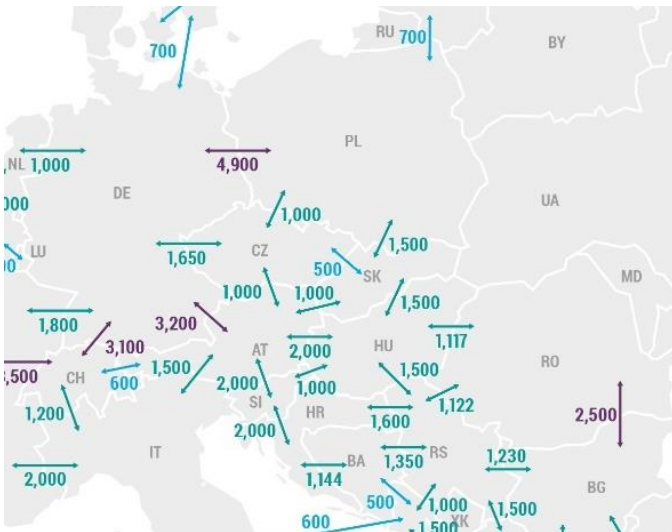 RU
700
BY
700
PL
NL
1,000
4,900
DE
UA
000
1,000
LU
1,650
CZ
1,500
500
SK
MD
1,000
1,000
1,500
1,800
3,200
1,117
3,100
AT
2,000
HU
RO
CH
600
1,500
1,500
2,000
1,000
1,122
1,200
SI
HR
1,600
2,500
2,000
IT
BA
1,350
RS
1,230
2,000
1,144
BG
500
1,000
1,500
600
XK
1,500